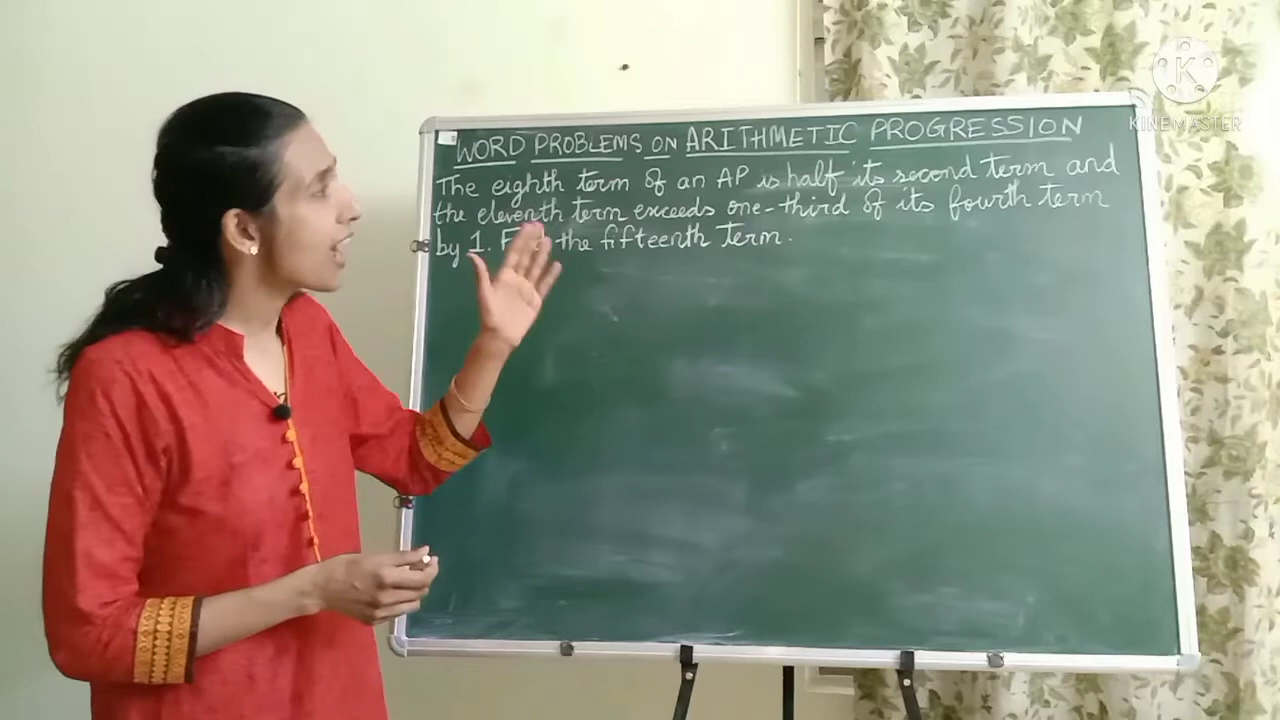 WORD PROBLEMS ON ARITHMETIC PROGRESSION
The eighth term of an AP is half its second term and
the eleventh term exceeds one-third of its fourth term
by 1. the fifteenth term.
K
KINEMASTER